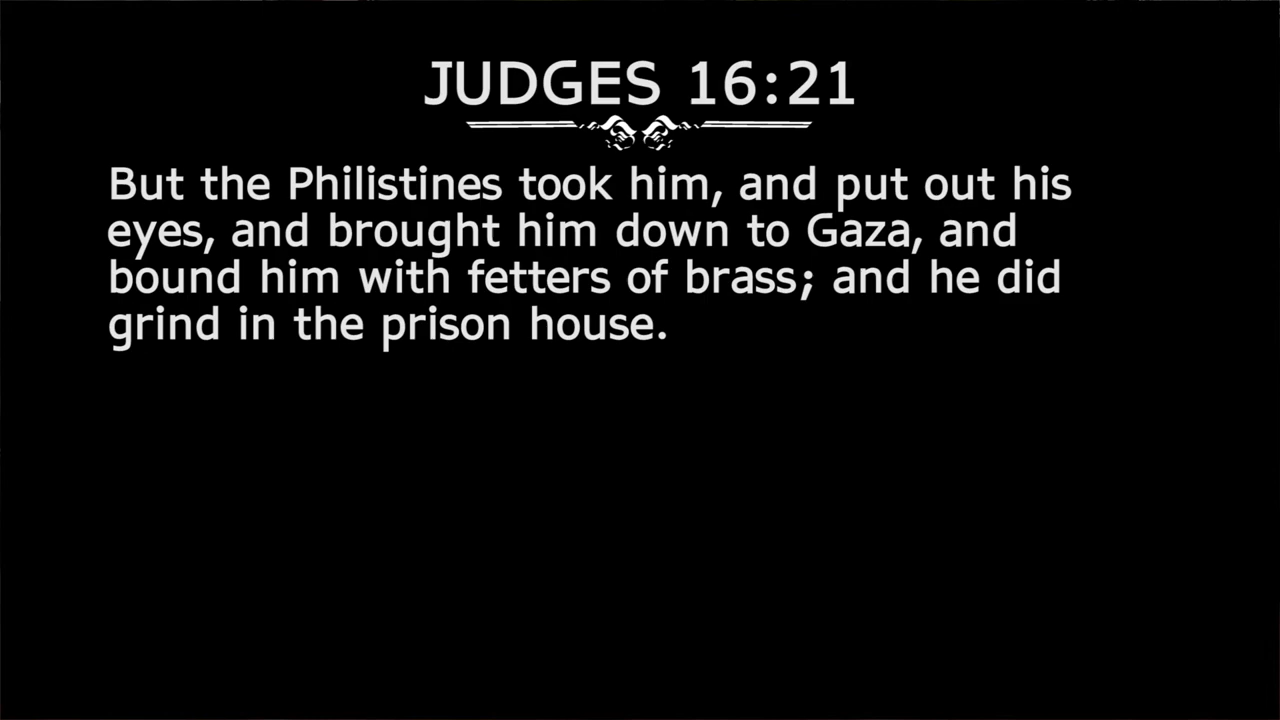 JUDGES 16:21
But the Philistines took him, and put out his
eyes, and brought him down to Gaza, and
bound him with fetters of brass; and he did
grind in the prison house.